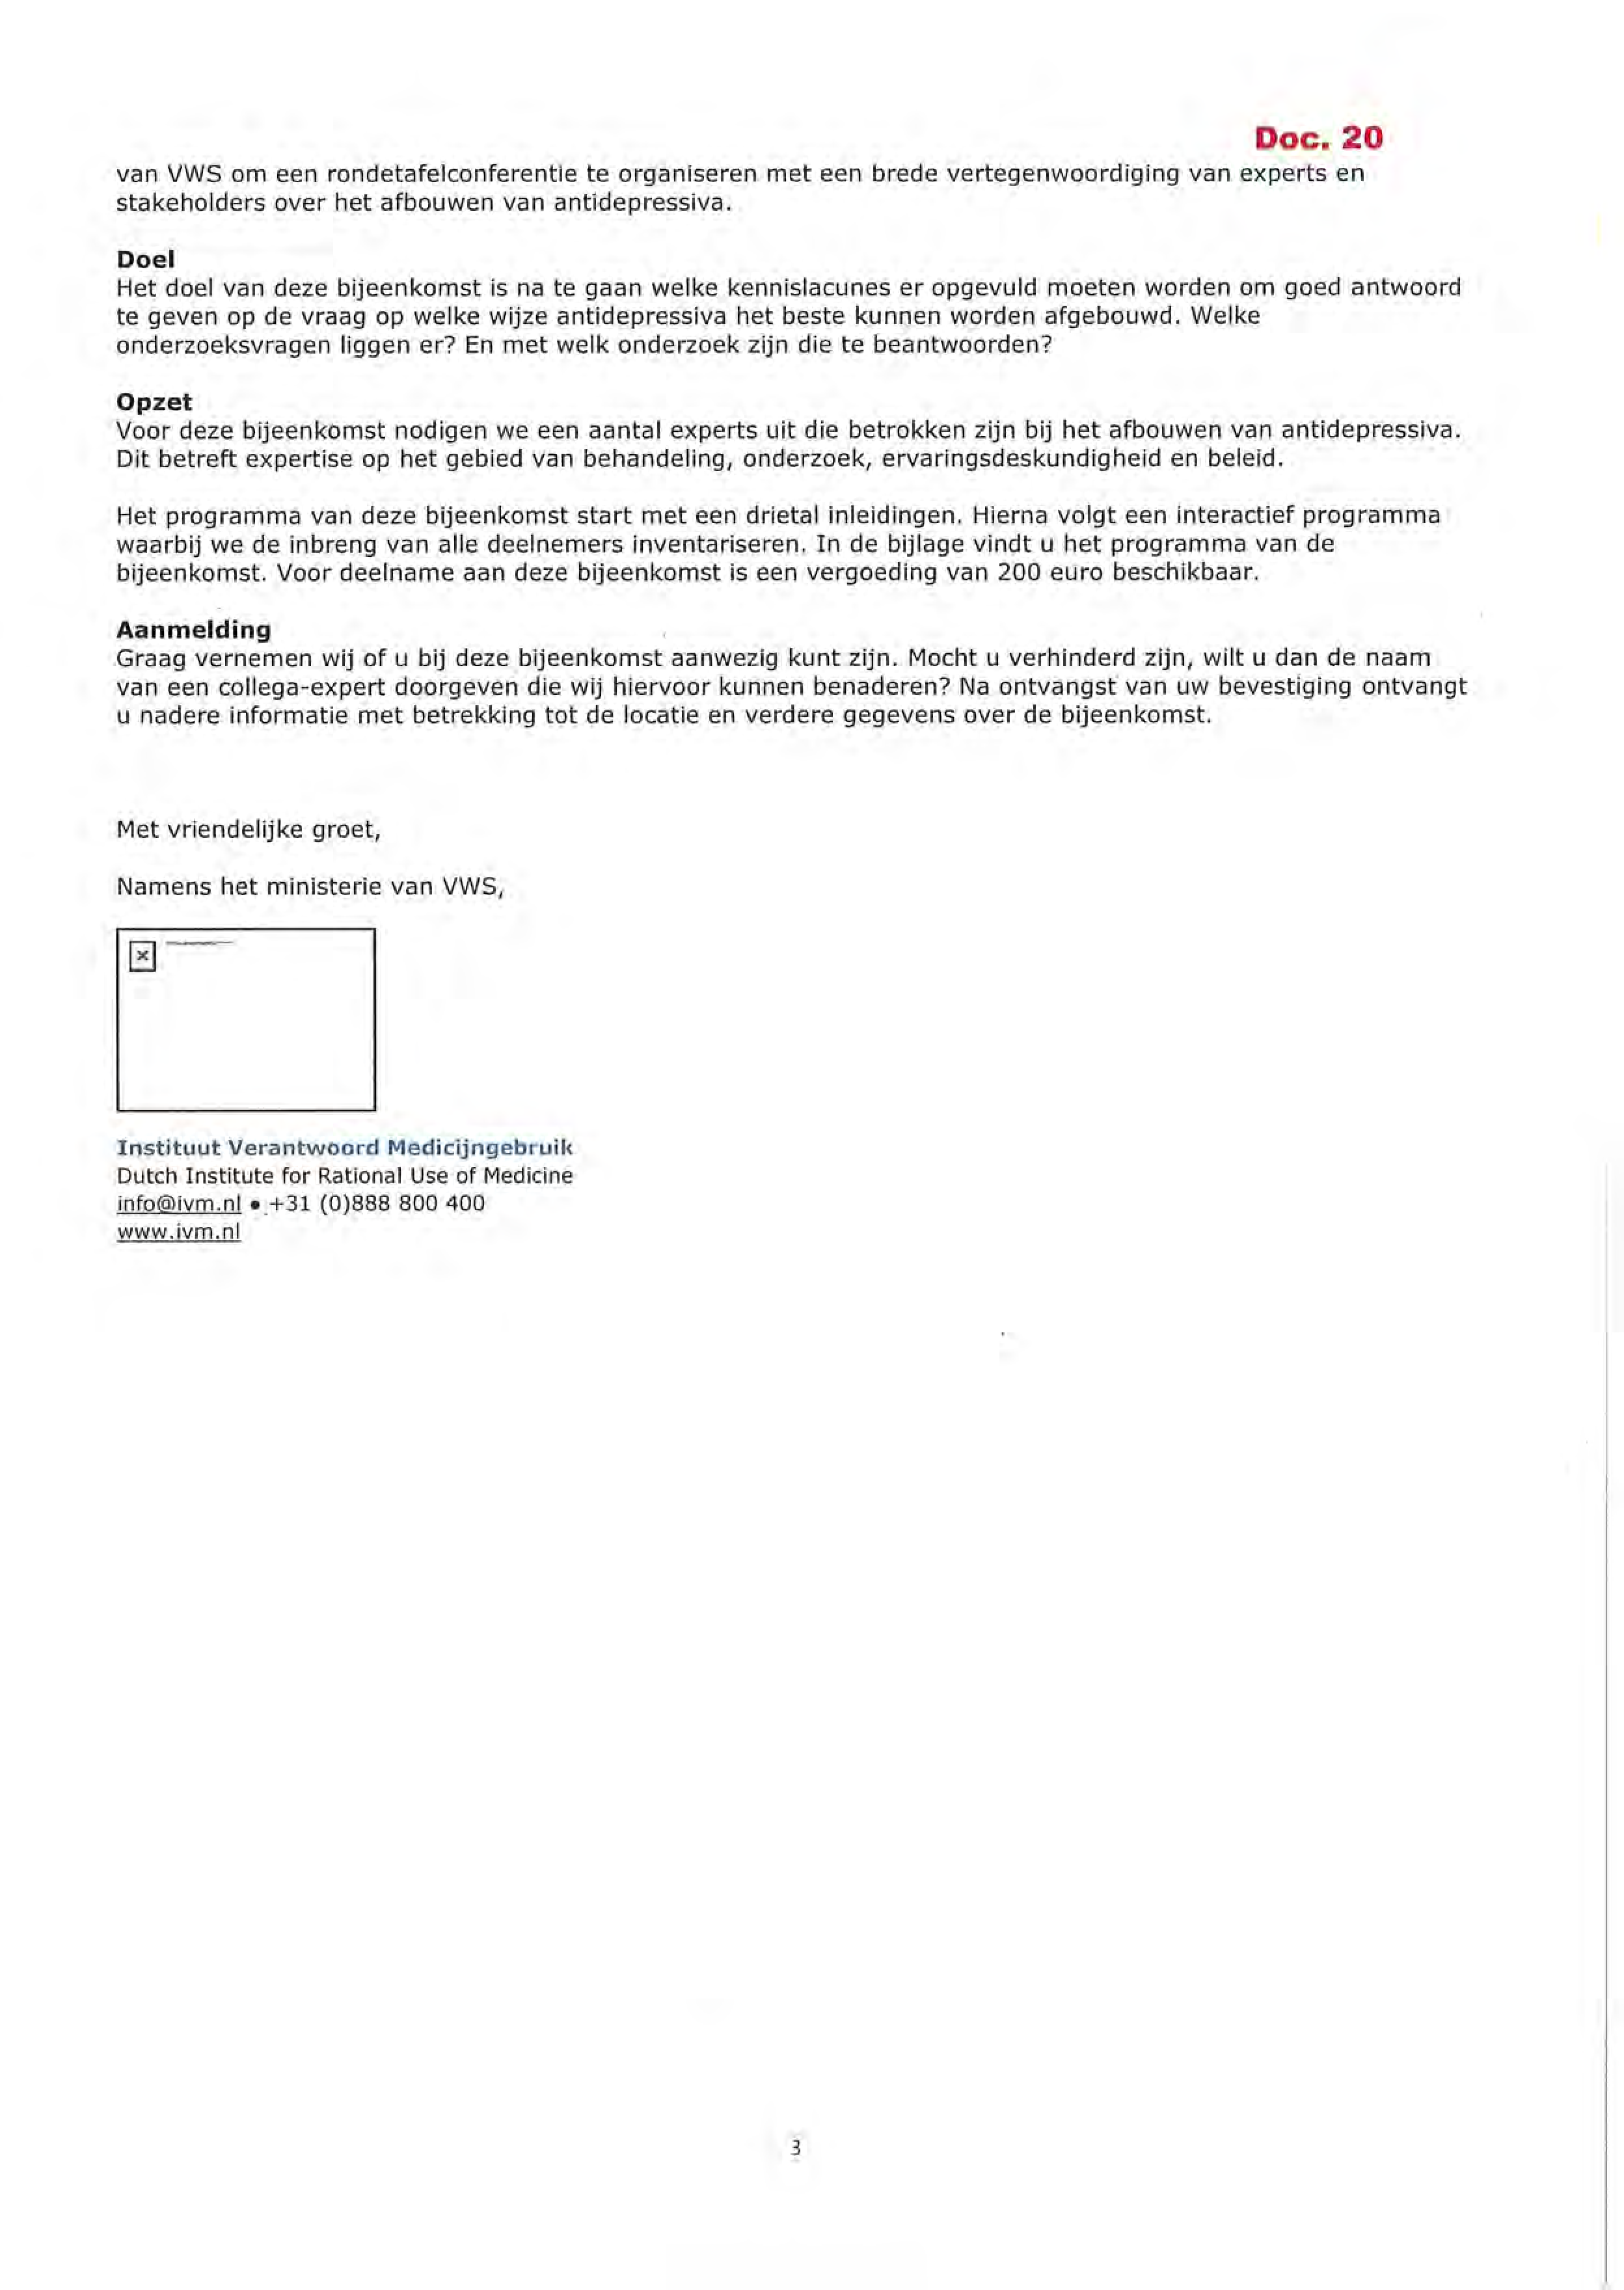 Doc. 20
van VWS om een rondetafelconferentie te organiseren met een brede vertegenwoordiging van experts en
stakeholders over het afbouwen van antidepressiva.
Doel
Het doel van deze bijeenkomst is na te gaan welke kennislacunes er opgevuld moeten worden om goed antwoord
te geven op de vraag op welke wijze antidepressiva het beste kunnen worden afgebouwd. Welke
onderzoeksvragen liggen er? En met welk onderzoek zijn die te beantwoorden?
Opzet
Voor deze bijeenkomst nodigen we een aantal experts uit die betrokken zijn bij het afbouwen van antidepressiva.
Dit betreft expertise op het gebied van behandeling, onderzoek, ervaringsdeskundigheid en beleid.
Het programma van deze bijeenkomst start met een drietal inleidingen. Hierna volgt een interactief programma
waarbij we de inbreng van alle deelnemers inventariseren. In de bijlage vindt u het programma van de
bijeenkomst. Voor deelname aan deze bijeenkomst is een vergoeding van 200 euro beschikbaar.
Aanmelding
Graag vernemen wij of u bij deze bijeenkomst aanwezig kunt zijn. Mocht u verhinderd zijn, wilt u dan de naam
van een collega-expert doorgeven die wij hiervoor kunnen benaderen? Na ontvangst van uw bevestiging ontvangt
u nadere informatie met betrekking tot de locatie en verdere gegevens over de bijeenkomst.
Met vriendelijke groet,
Namens het ministerie van VWS,
Instituut Verantwoord Medicijngebruik
Dutch Institute for Rational Use of Medicine
info@ivm.nl • +31 (0)888 800 400
www.ivm.nl
3